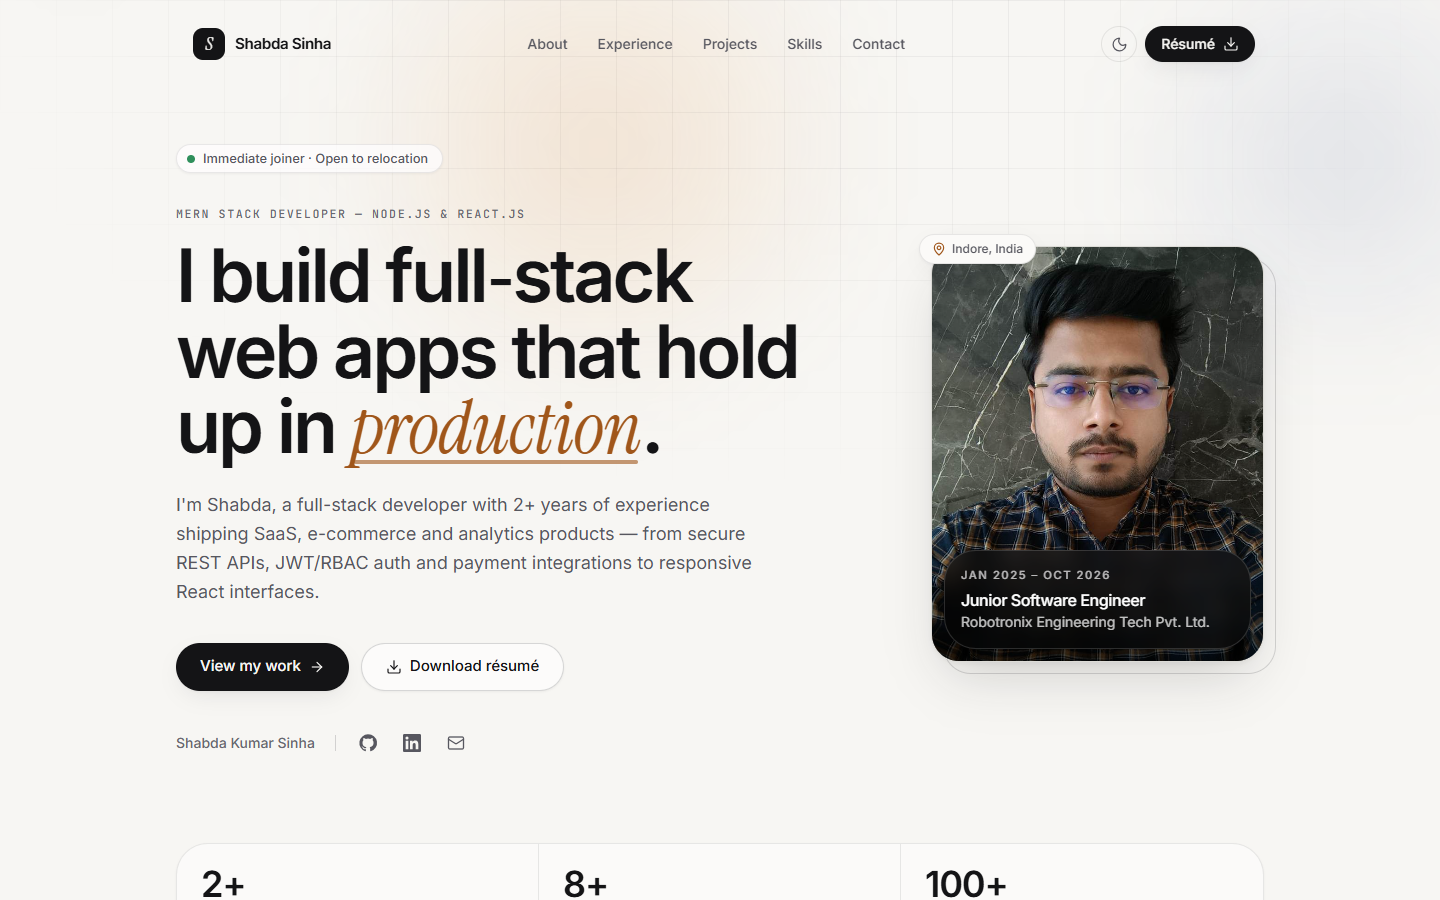 S Shabda Sinha
About Experience Projects Skills Contact
Résumé
Immediate joiner · Open to relocation
MERN STACK DEVELOPER — NODE.JS & REACT.JS
I build full-stack
web apps that hold
up in production.
I'm Shabda, a full-stack developer with 2+ years of experience
shipping SaaS, e-commerce and analytics products — from secure
REST APIs, JWT/RBAC auth and payment integrations to responsive
React interfaces.
View my work
Download résumé
Shabda Kumar Sinha
in
Indore, India
JAN 2025 – OCT 2026
Junior Software Engineer
Robotronix Engineering Tech Pvt. Ltd.
2+
8+
100+